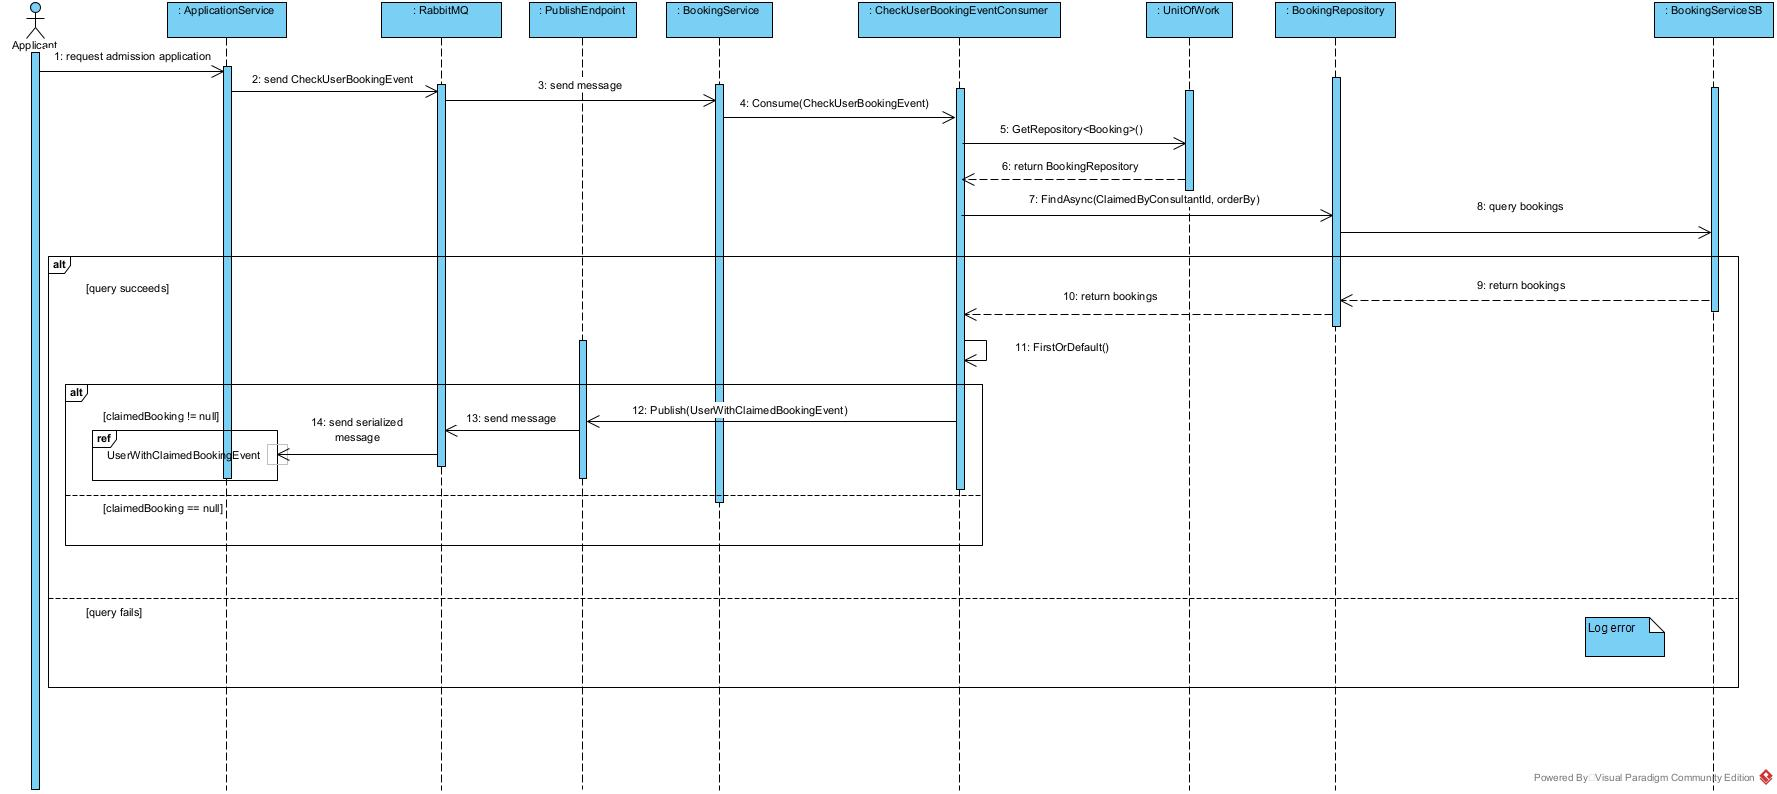 : ApplicationService
: RabbitMQ
: PublishEndpoint
: BookingService
: CheckUserBookingEventConsumer
: UnitOfWork
: BookingRepository
: BookingServiceSB
Applicant
1: request admission application
2: send CheckUserBookingEvent
3: send message
4: Consume(CheckUserBookingEvent)
5: GetRepository<Booking>()
6: return BookingRepository
7: FindAsync(ClaimedByConsultantId, orderBy)
8: query bookings
alt
[query succeeds]
9: return bookings
10: return bookings
11: FirstOrDefault()
alt
[claimedBooking != null]
12: Publish(UserWithClaimedBookingEvent)
13: send message
14: send serialized
message
ref
UserWithClaimedBookingEvent
[claimedBooking == null]
[query fails]
Log error
Powered By Visual Paradigm Community Edition